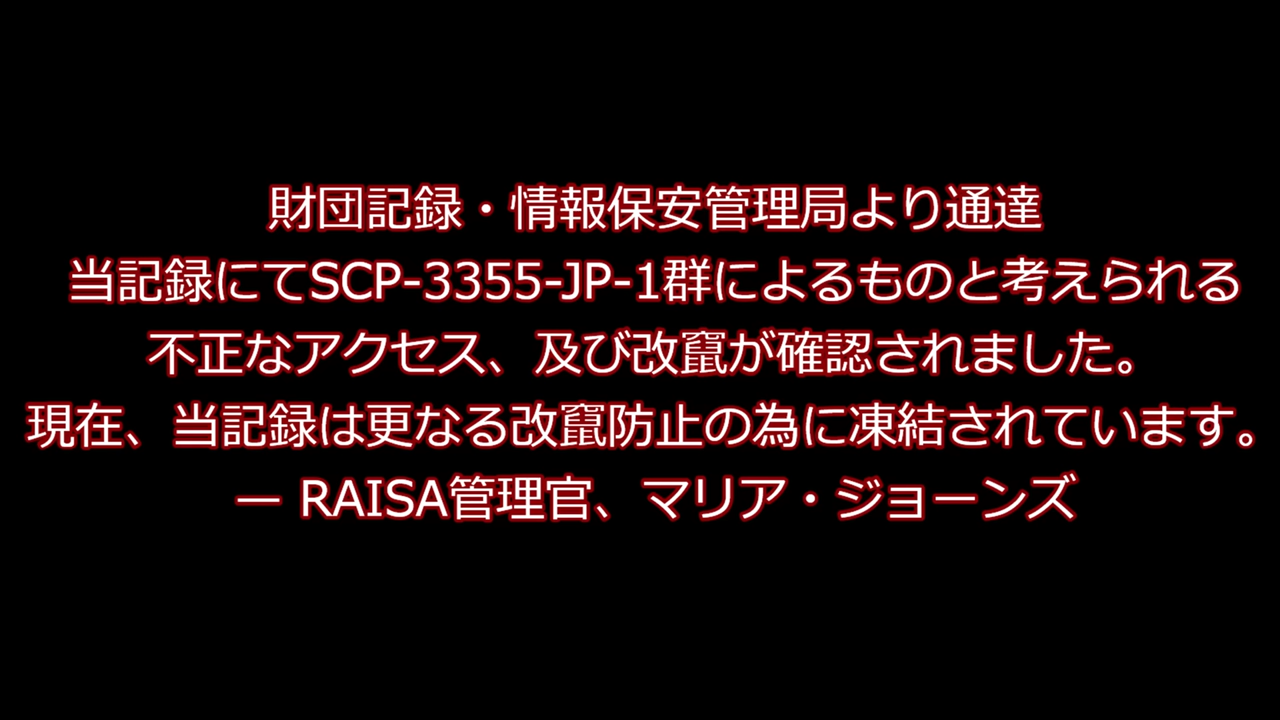 財団記録・情報保安管理局より通達
当記録にてSCP-3355-JP-1群によるものと考えられる
不正なアクセス、及び改竄が確認されました。
現在、当記録は更なる改竄防止の為に凍結されています。
— RAISA管理官、マリア・ジョーンズ